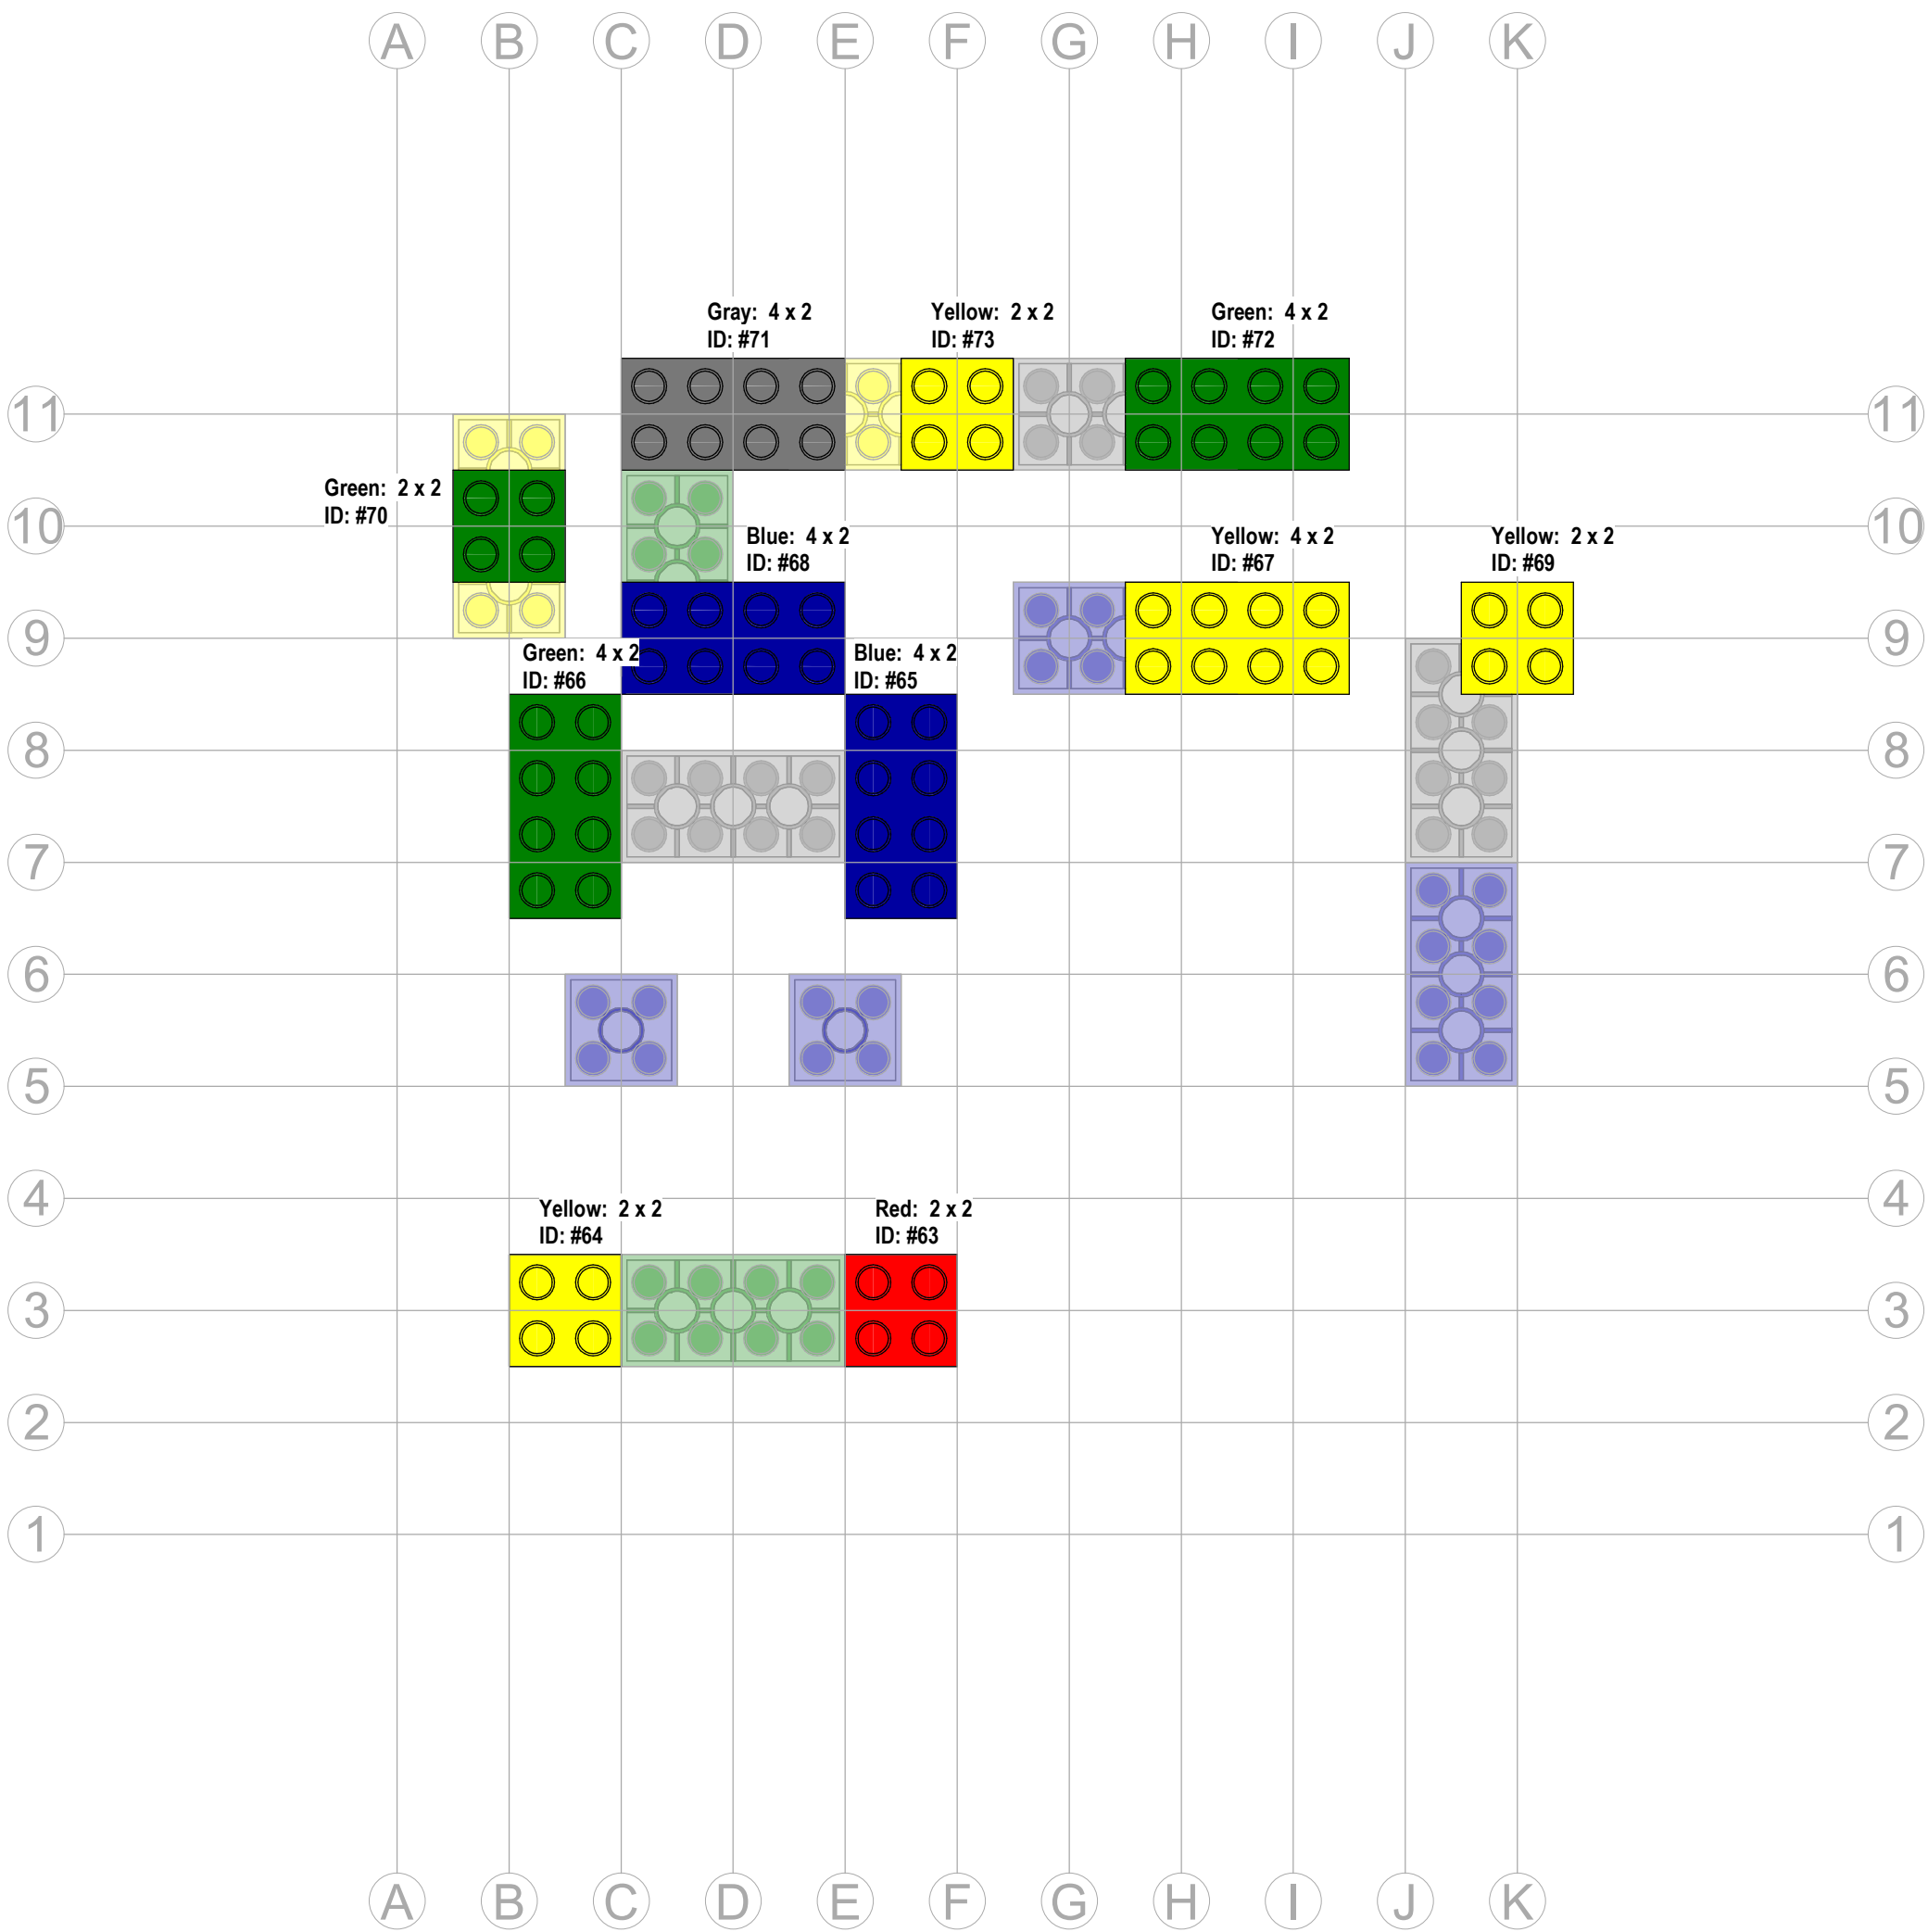 A B C D E F G H I J K
Gray: 4 x 2
ID: #71
Yellow: 2 x 2
ID: #73
Green: 4 x 2
ID: #72
11 11
Green: 2 x 2
ID: #70
10 10
Blue: 4 x 2
ID: #68
Yellow: 4 x 2
ID: #67
Yellow: 2 x 2
ID: #69
9 9
Green: 4 x 2
ID: #66
Blue: 4 x 2
ID: #65
8 8
7 7
6 6
5 5
4 4
Yellow: 2 x 2
ID: #64
Red: 2 x 2
ID: #63
3 3
2 2
1 1
A B C D E F G H I J K